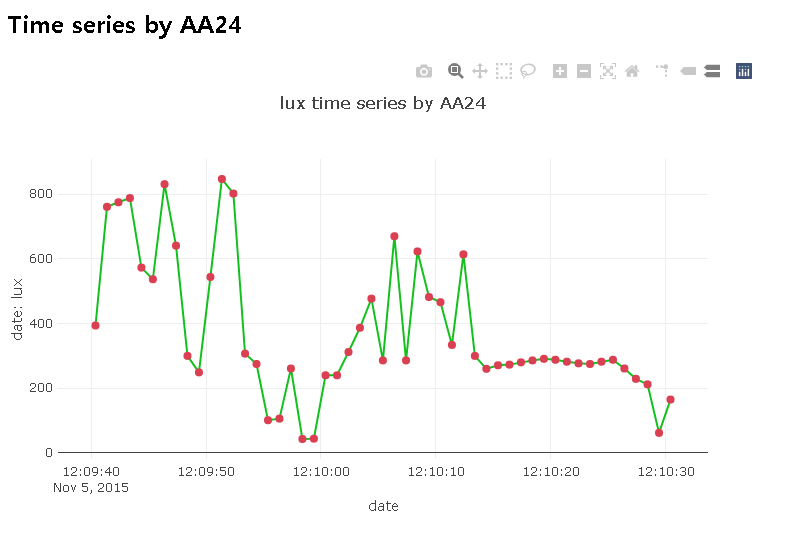 Time series by AA24
lux time series by AA24
800
600
400
200
0
date: lux
12:09:40
12:09:50
12:10:00
12:10:10
12:10:20
12:10:30
Nov 5, 2015
date